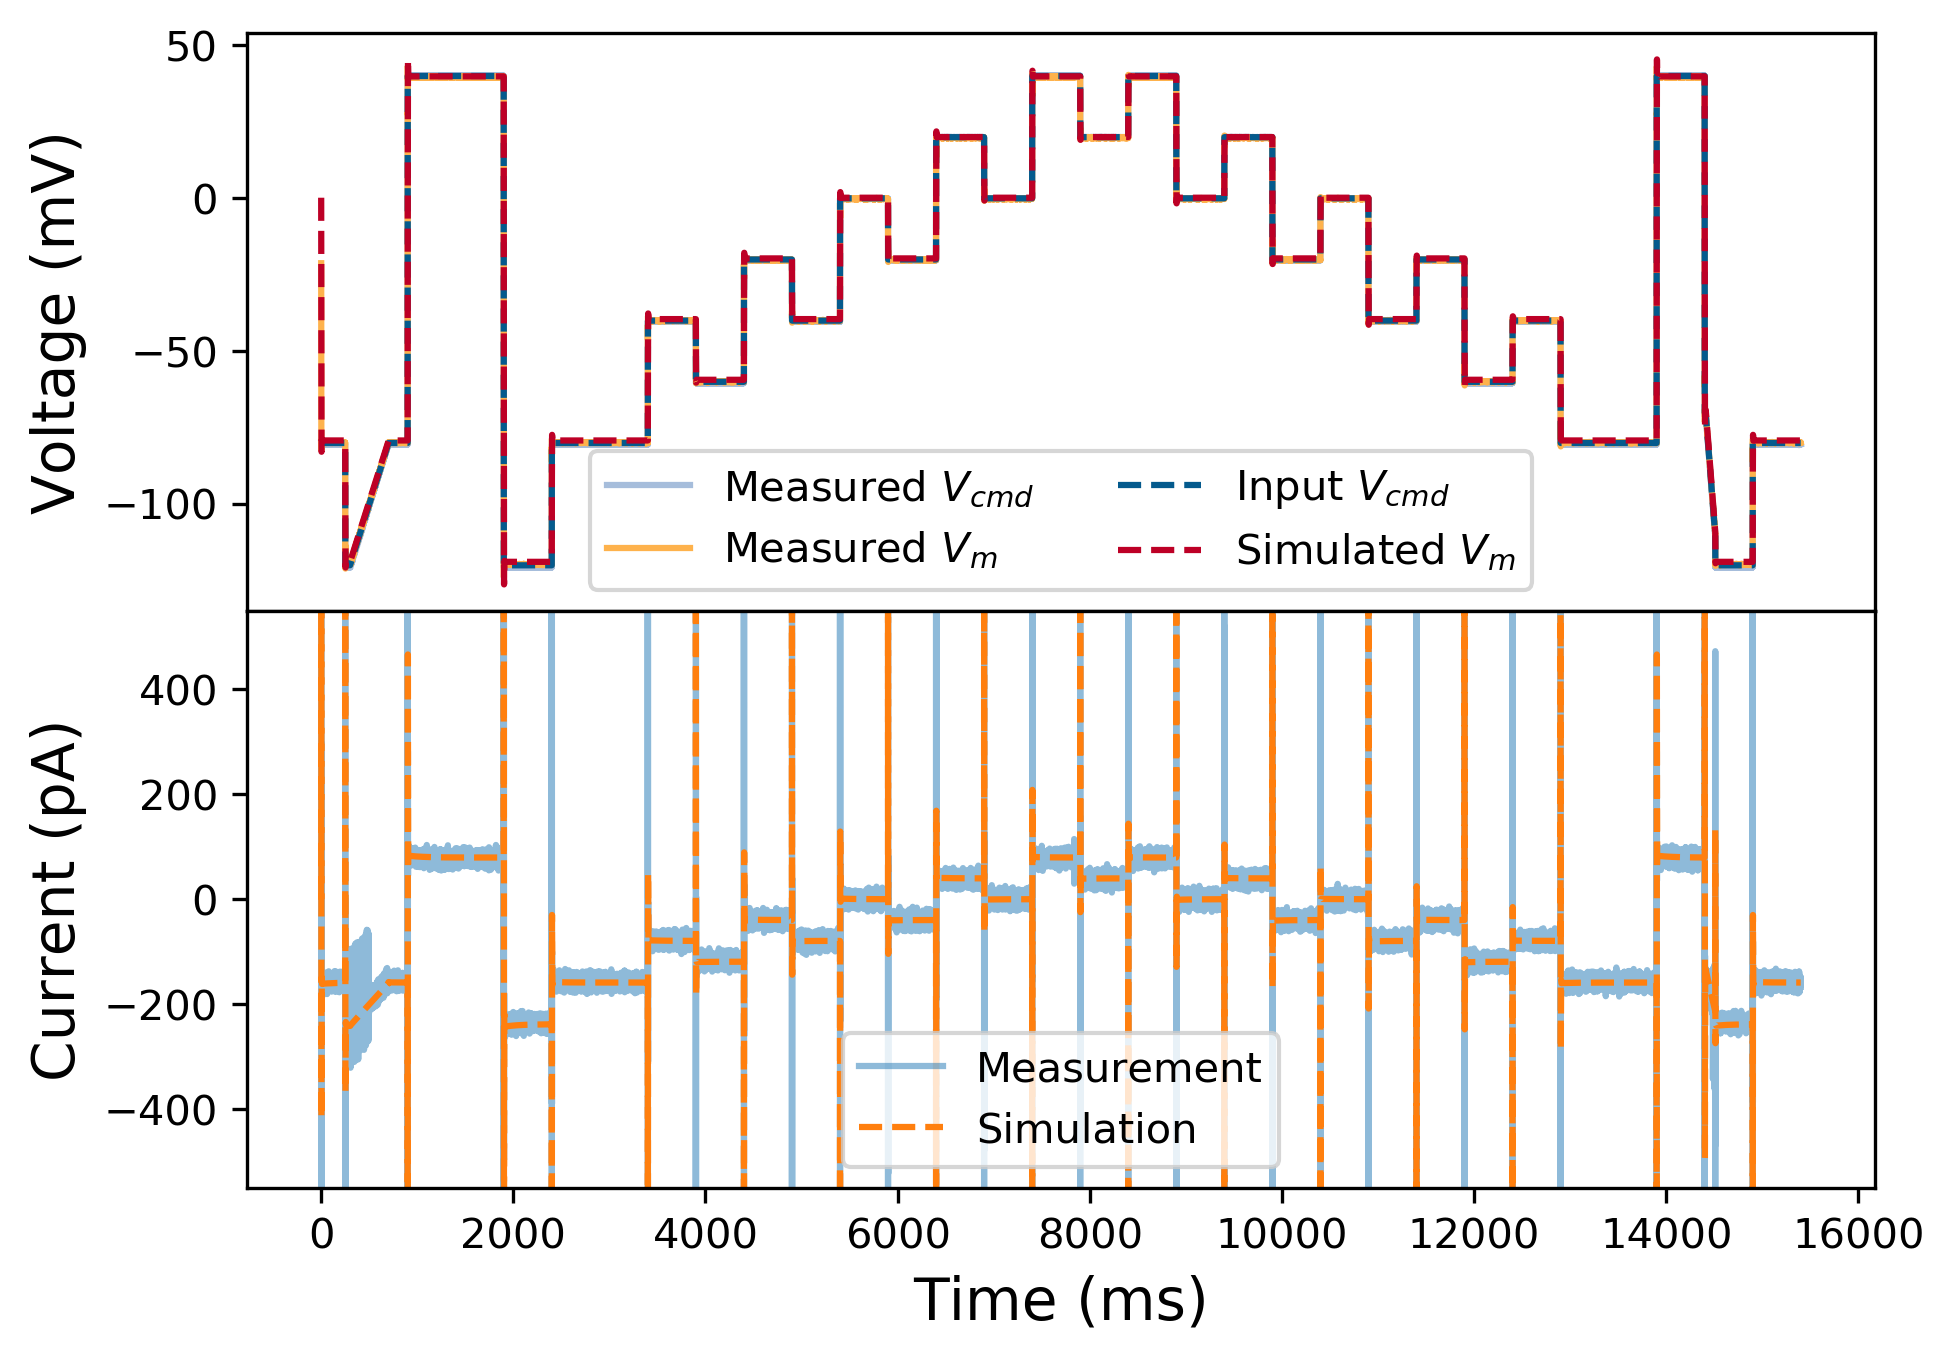 50
0
−50
−100
Voltage (mV)
Measured V_cmd
Input V_cmd
Measured V_m
Simulated V_m
400
200
0
−200
−400
Current (pA)
Measurement
Simulation
0 2000 4000 6000 8000 10000 12000 14000 16000
Time (ms)